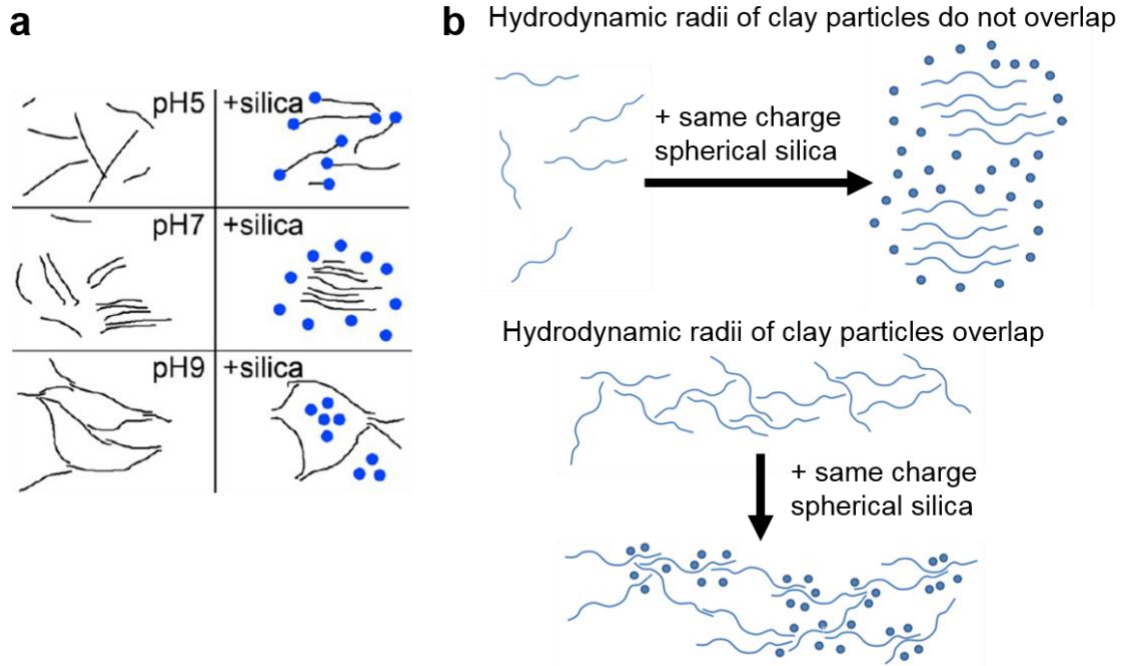 a
pH5
+silica
pH7
+silica
pH9
+silica
b
Hydrodynamic radii of clay particles do not overlap
+ same charge
spherical silica
Hydrodynamic radii of clay particles overlap
+ same charge
spherical silica